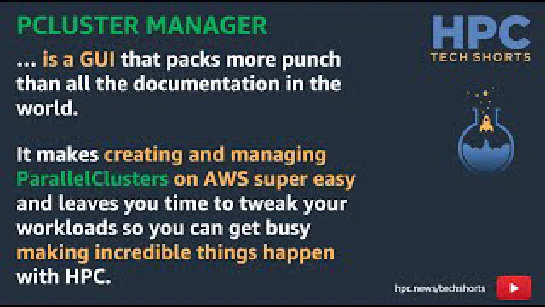 PCLUSTER MANAGER
... is a GUI that packs more punch
than all the documentation in the
world.
It makes creating and managing
ParallelClusters on AWS super easy
and leaves you time to tweak your
workloads so you can get busy
making incredible things happen
with HPC.
HPC
TECH SHORTS
hpc.news/techshorts